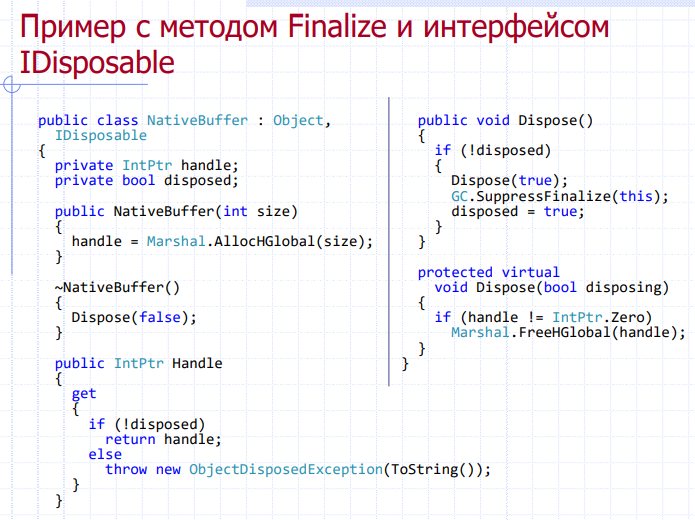 Пример с методом Finalize и интерфейсом
IDisposable
public class NativeBuffer : Object,
  IDisposable
{
  private IntPtr handle;
  private bool disposed;

  public NativeBuffer(int size)
  {
    handle = Marshal.AllocHGlobal(size);
  }

  ~NativeBuffer()
  {
    Dispose(false);
  }

  public IntPtr Handle
  {
    get
    {
      if (!disposed)
        return handle;
      else
        throw new ObjectDisposedException(ToString());
    }
  }

  public void Dispose()
  {
    if (!disposed)
    {
      Dispose(true);
      GC.SuppressFinalize(this);
      disposed = true;
    }
  }

  protected virtual
    void Dispose(bool disposing)
  {
    if (handle != IntPtr.Zero)
      Marshal.FreeHGlobal(handle);
  }
}